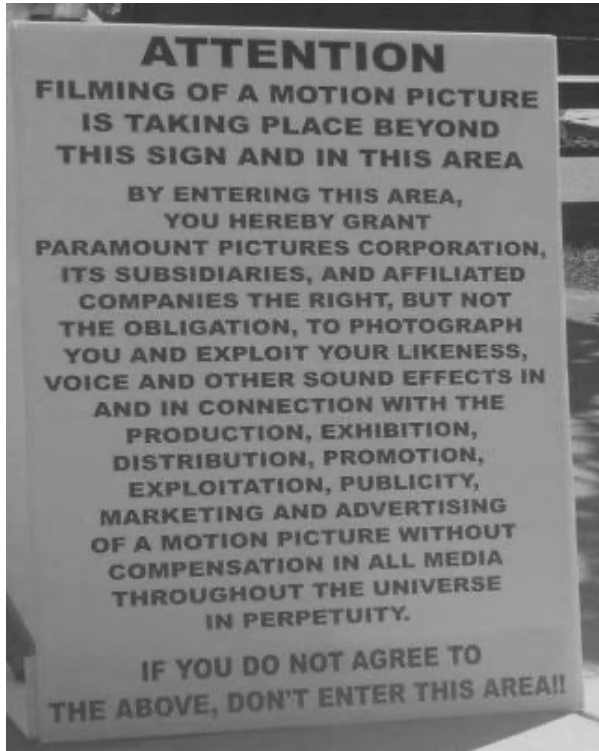 ATTENTION
FILMING OF A MOTION PICTURE
IS TAKING PLACE BEYOND
THIS SIGN AND IN THIS AREA
BY ENTERING THIS AREA,
YOU HEREBY GRANT
PARAMOUNT PICTURES CORPORATION,
ITS SUBSIDIARIES, AND AFFILIATED
COMPANIES THE RIGHT, BUT NOT
THE OBLIGATION, TO PHOTOGRAPH
YOU AND EXPLOIT YOUR LIKENESS,
VOICE AND OTHER SOUND EFFECTS IN
AND IN CONNECTION WITH THE
PRODUCTION, EXHIBITION,
DISTRIBUTION, PROMOTION,
EXPLOITATION, PUBLICITY,
MARKETING AND ADVERTISING
OF A MOTION PICTURE WITHOUT
COMPENSATION IN ALL MEDIA
THROUGHOUT THE UNIVERSE
IN PERPETUITY.
IF YOU DO NOT AGREE TO
THE ABOVE, DON'T ENTER THIS AREA!!